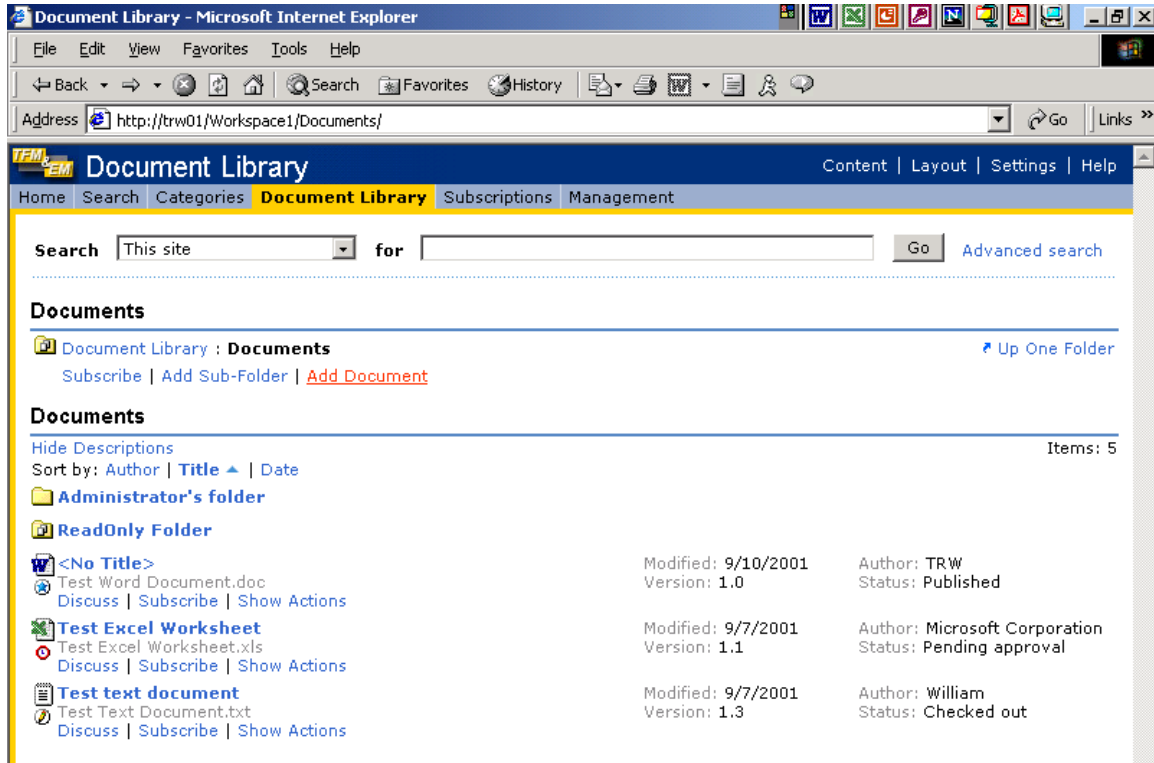 Document Library - Microsoft Internet Explorer
File Edit View Favorites Tools Help
Back Search Favorites History
Address http://trw01/Workspace1/Documents/ Go Links »
TFM & EM Document Library Content | Layout | Settings | Help
Home Search Categories Document Library Subscriptions Management
Search This site for Go Advanced search
Documents
Document Library : Documents Up One Folder
Subscribe | Add Sub-Folder | Add Document
Documents
Hide Descriptions Items: 5
Sort by: Author | Title | Date
Administrator's folder
ReadOnly Folder
<No Title> Modified: 9/10/2001 Author: TRW
Test Word Document.doc Version: 1.0 Status: Published
Discuss | Subscribe | Show Actions
Test Excel Worksheet Modified: 9/7/2001 Author: Microsoft Corporation
Test Excel Worksheet.xls Version: 1.1 Status: Pending approval
Discuss | Subscribe | Show Actions
Test text document Modified: 9/7/2001 Author: William
Test Text Document.txt Version: 1.3 Status: Checked out
Discuss | Subscribe | Show Actions